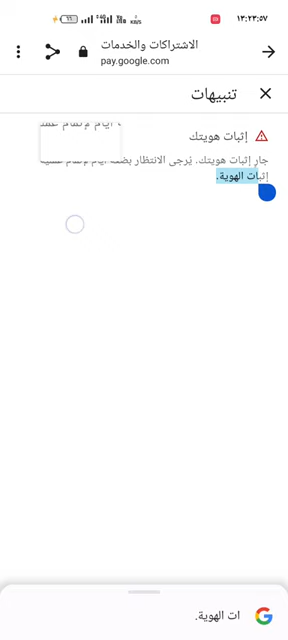 ١٣:٢٣:٥٧
الاشتراكات والخدمات
pay.google.com
تنبيهات
إثبات هويتك
جارٍ إثبات هويتك. يُرجى الانتظار بضعة أيام لإتمام عملية
إثبات الهوية.
ات الهوية.